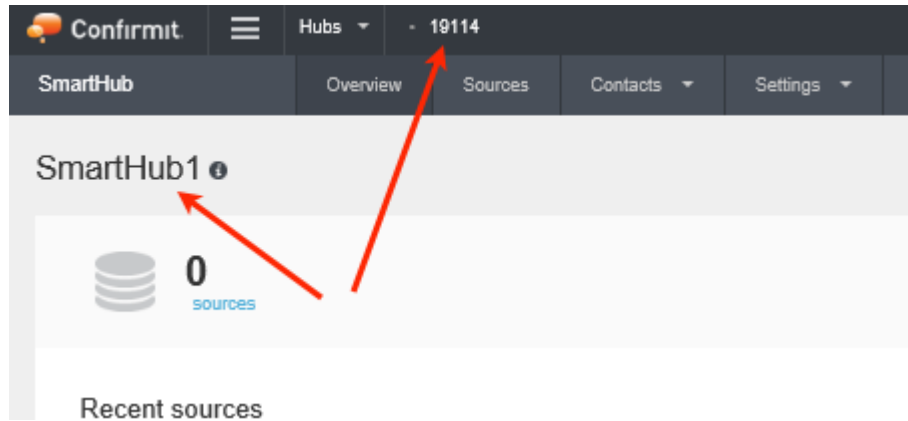 Confirmit. Hubs - 19114
SmartHub Overview Sources Contacts Settings
SmartHub1
0
sources
Recent sources